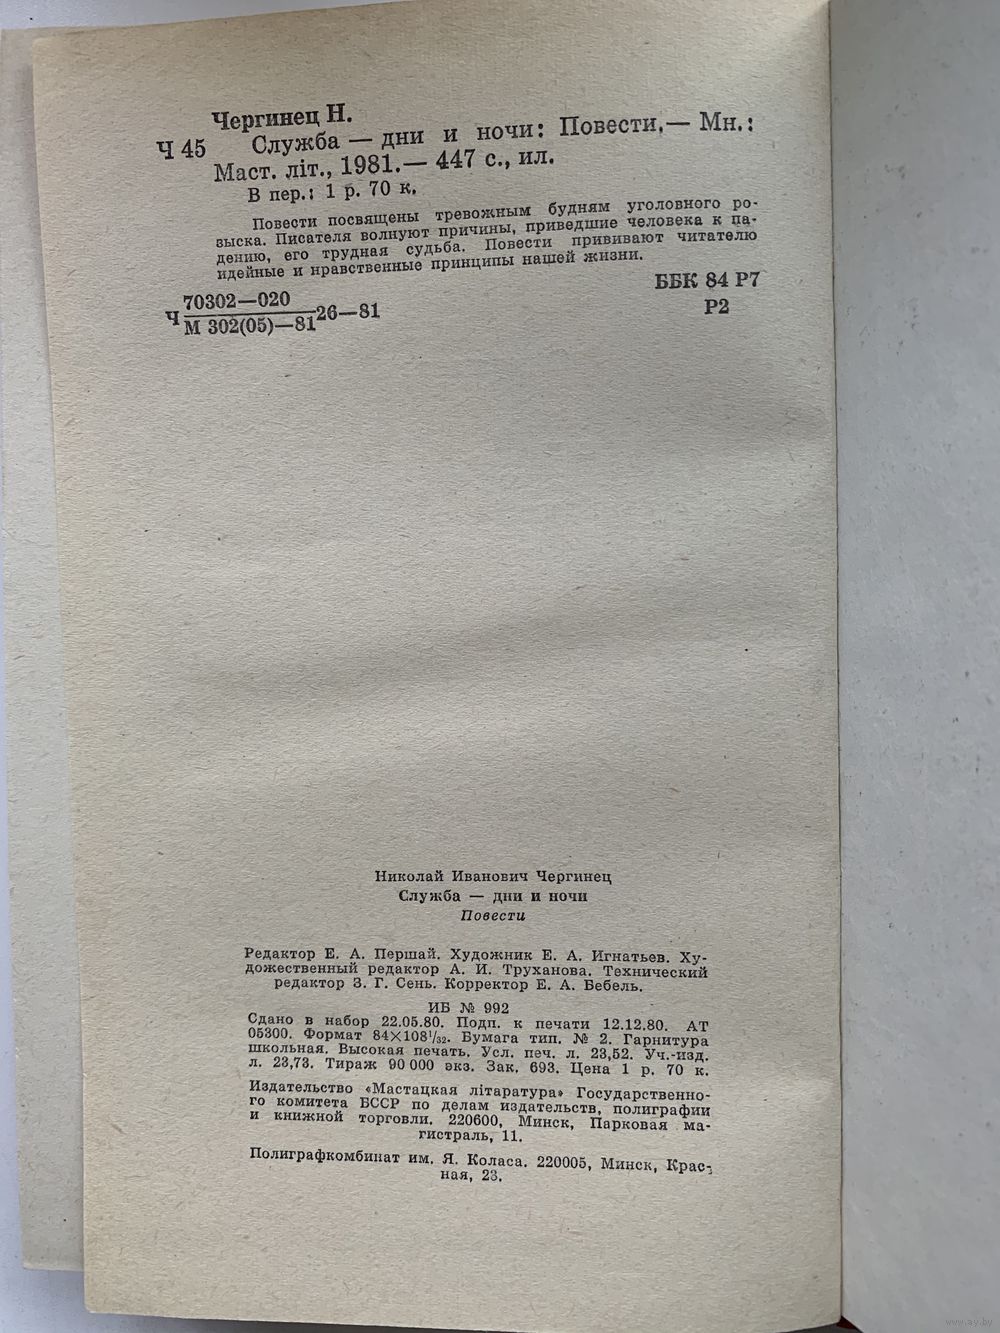 Чергинец Н.
Ч 45 Служба — дни и ночи: Повести.— Мн.:
Маст. літ., 1981.— 447 с., ил.
В пер.: 1 р. 70 к.
Повести посвящены тревожным будням уголовного ро-
зыска. Писателя волнуют причины, приведшие человека к па-
дению, его трудная судьба. Повести прививают читателю
идейные и нравственные принципы нашей жизни.
ББК 84 Р7
Р2
70302—020
Ч 26—81
М 302(05)—81
Николай Иванович Чергинец
Служба — дни и ночи
Повести
Редактор Е. А. Першай. Художник Е. А. Игнатьев. Ху-
дожественный редактор А. И. Труханова. Технический
редактор З. Г. Сень. Корректор Е. А. Бебель.
ИБ № 992
Сдано в набор 22.05.80. Подп. к печати 12.12.80. АТ
05300. Формат 84×108¹/₃₂. Бумага тип. № 2. Гарнитура
школьная. Высокая печать. Усл. печ. л. 23,52. Уч.-изд.
л. 23,73. Тираж 90 000 экз. Зак. 693. Цена 1 р. 70 к.
Издательство «Мастацкая літаратура» Государственно-
го комитета БССР по делам издательств, полиграфии
и книжной торговли. 220600, Минск, Парковая ма-
гистраль, 11.
Полиграфкомбинат им. Я. Коласа. 220005, Минск, Крас-
ная, 23.
www.ay.by